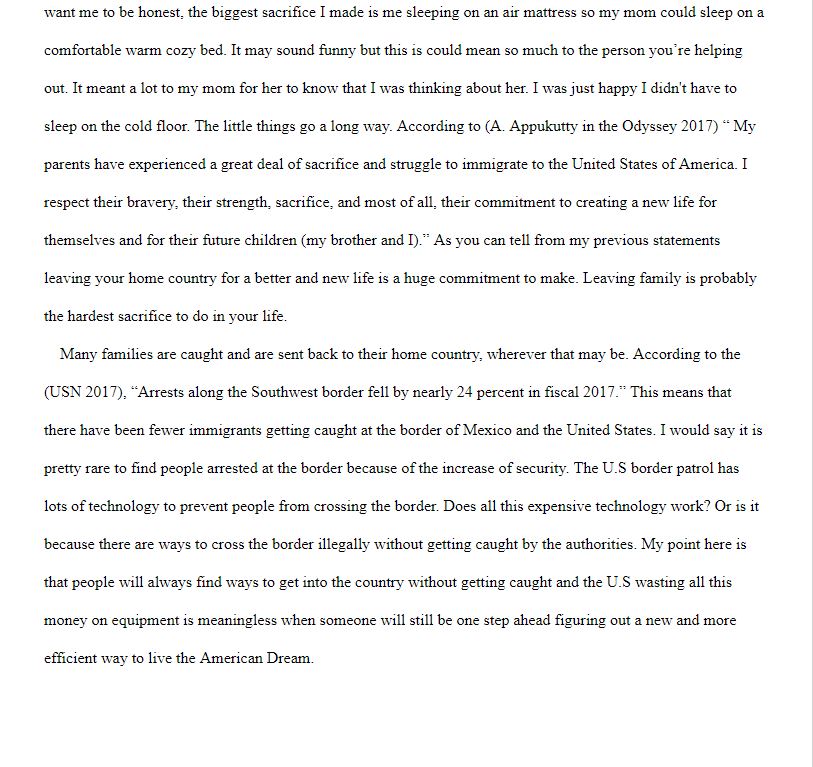 want me to be honest, the biggest sacrifice I made is me sleeping on an air mattress so my mom could sleep on a
comfortable warm cozy bed. It may sound funny but this is could mean so much to the person you're helping
out. It meant a lot to my mom for her to know that I was thinking about her. I was just happy I didn't have to
sleep on the cold floor. The little things go a long way. According to (A. Appukutty in the Odyssey 2017) “ My
parents have experienced a great deal of sacrifice and struggle to immigrate to the United States of America. I
respect their bravery, their strength, sacrifice, and most of all, their commitment to creating a new life for
themselves and for their future children (my brother and I).” As you can tell from my previous statements
leaving your home country for a better and new life is a huge commitment to make. Leaving family is probably
the hardest sacrifice to do in your life.
Many families are caught and are sent back to their home country, wherever that may be. According to the
(USN 2017), “Arrests along the Southwest border fell by nearly 24 percent in fiscal 2017.” This means that
there have been fewer immigrants getting caught at the border of Mexico and the United States. I would say it is
pretty rare to find people arrested at the border because of the increase of security. The U.S border patrol has
lots of technology to prevent people from crossing the border. Does all this expensive technology work? Or is it
because there are ways to cross the border illegally without getting caught by the authorities. My point here is
that people will always find ways to get into the country without getting caught and the U.S wasting all this
money on equipment is meaningless when someone will still be one step ahead figuring out a new and more
efficient way to live the American Dream.